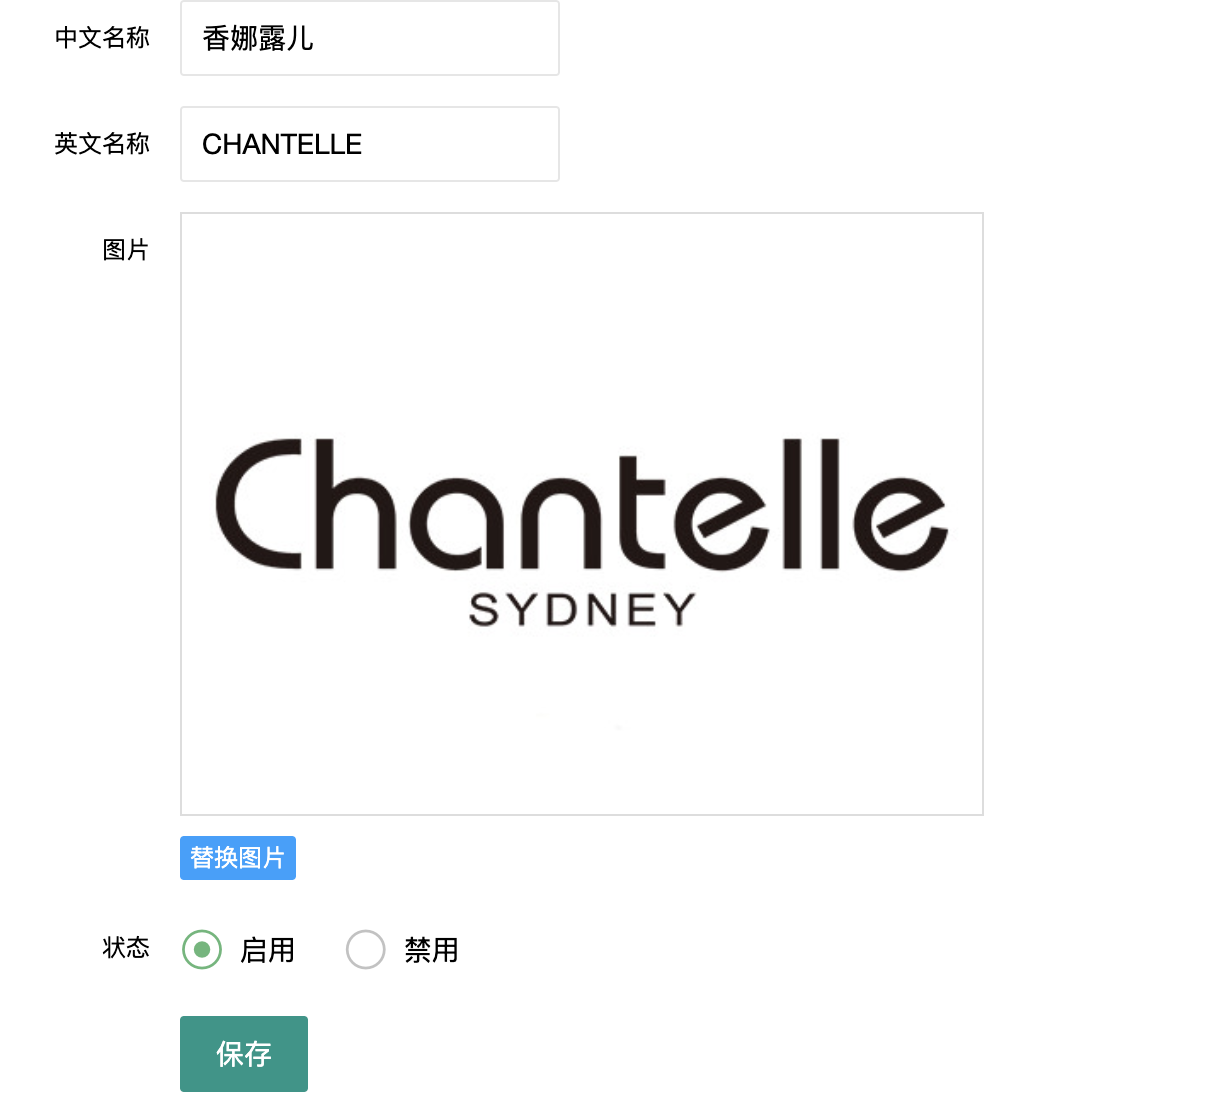 中文名称 香娜露儿
英文名称 CHANTELLE
图片
Chantelle
SYDNEY
替换图片
状态 启用 禁用
保存